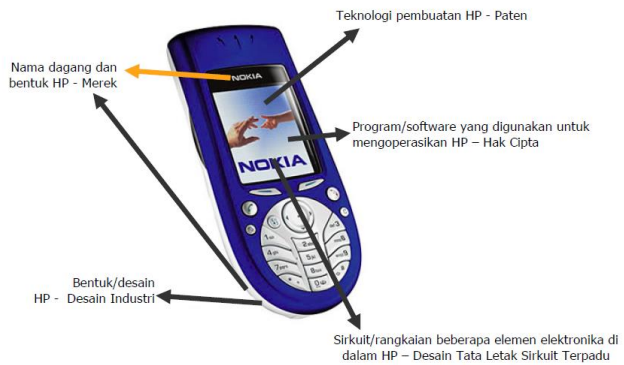 Teknologi pembuatan HP - Paten
Nama dagang dan
bentuk HP - Merek
NOKIA
Program/software yang digunakan untuk
mengoperasikan HP – Hak Cipta
NOKIA
Bentuk/desain
HP - Desain Industri
Sirkuit/rangkaian beberapa elemen elektronika di
dalam HP – Desain Tata Letak Sirkuit Terpadu